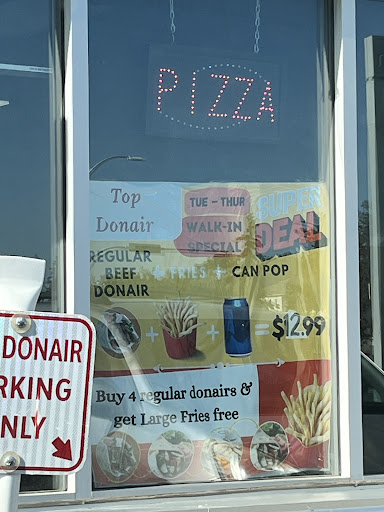 PIZZA
Top
Donair
TUE - THUR
WALK-IN
SPECIAL
SUPER
DEAL
REGULAR
BEEF
DONAIR
+ FRIES + CAN POP
+ + = $12.99
Buy 4 regular donairs &
get Large Fries free
DONAIR
RKING
NLY